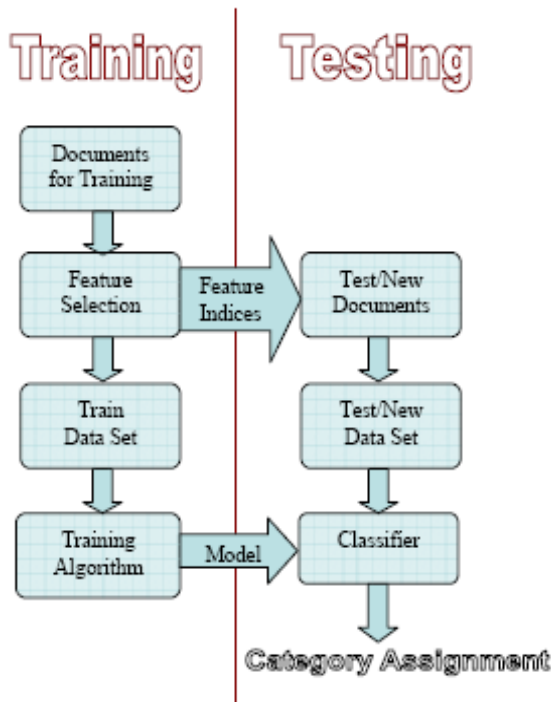 Training
Testing
Documents
for Training
Feature
Selection
Feature
Indices
Test/New
Documents
Train
Data Set
Test/New
Data Set
Training
Algorithm
Model
Classifier
Category Assignment